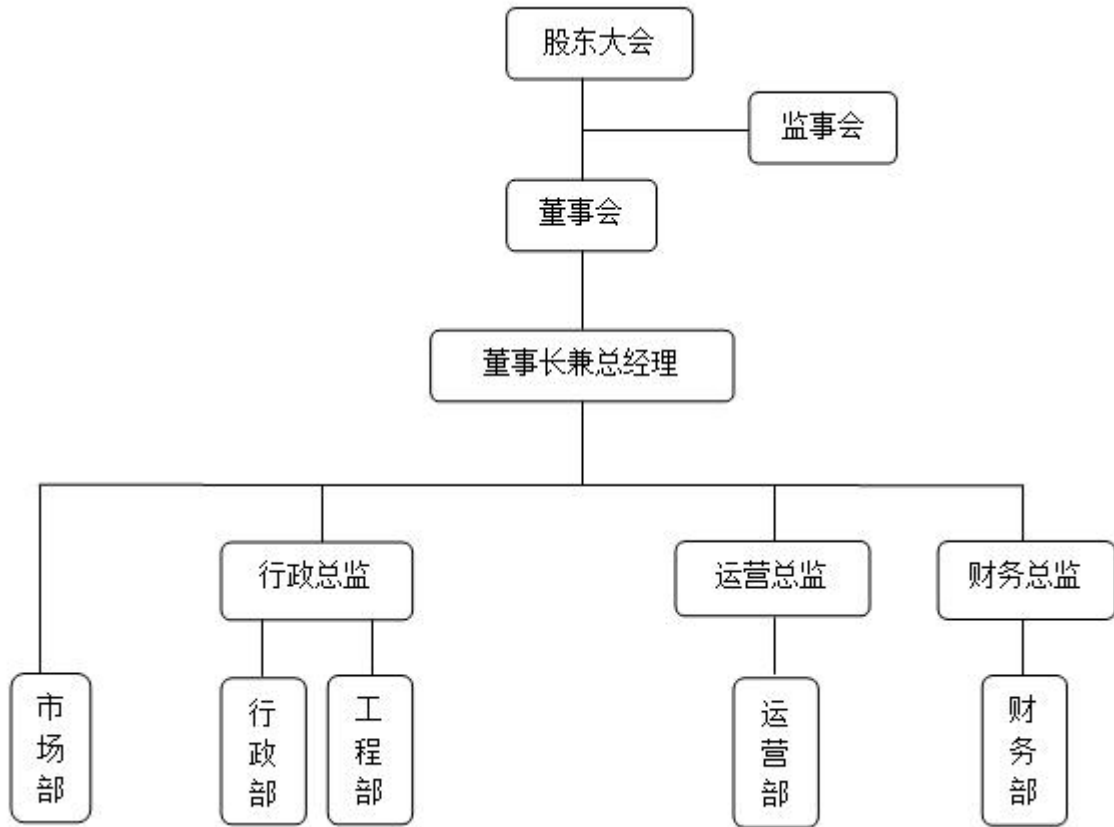 股东大会
监事会
董事会
董事长兼总经理
行政总监
运营总监
财务总监
市场部
行政部
工程部
运营部
财务部